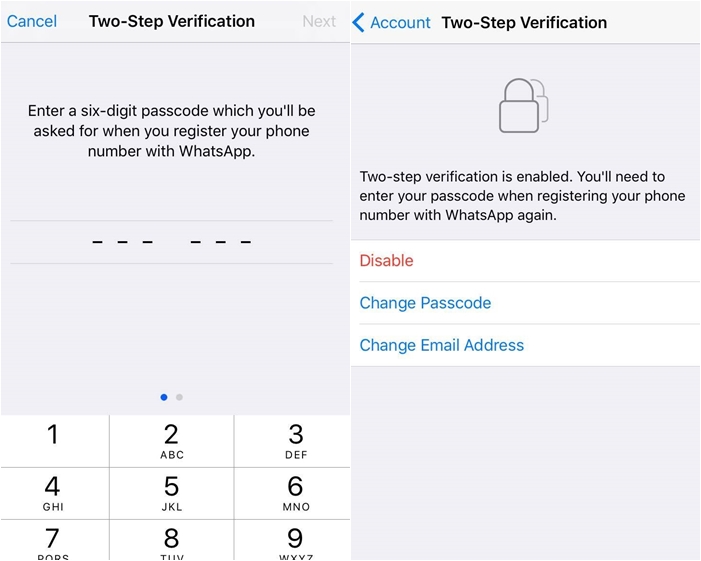 Cancel Two-Step Verification Next
Enter a six-digit passcode which you'll be
asked for when you register your phone
number with WhatsApp.
1 2 3
ABC DEF
4 5 6
GHI JKL MNO
7 8 9
PQRS TUV WXYZ
Account Two-Step Verification
Two-step verification is enabled. You'll need to
enter your passcode when registering your phone
number with WhatsApp again.
Disable
Change Passcode
Change Email Address